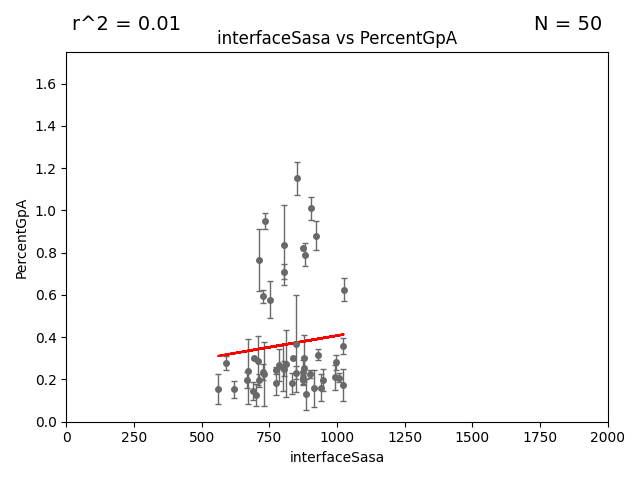 r^2 = 0.01
N = 50
interfaceSasa vs PercentGpA
1.6
1.4
1.2
1.0
0.8
0.6
0.4
0.2
0.0
PercentGpA
0 250 500 750 1000 1250 1500 1750 2000
interfaceSasa